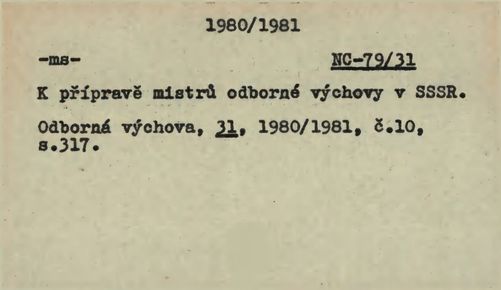 1980/1981
-ms- NC-79/31
K přípravě mistrů odborné výchovy v SSSR.
Odborná výchova, 31, 1980/1981, č.10,
s.317.